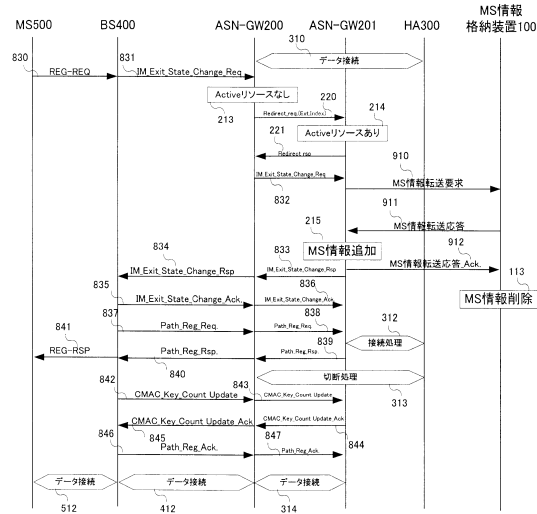 MS情報
MS500 BS400 ASN-GW200 ASN-GW201 HA300 格納装置100
310
830 831
REG-REQ IM_Exit_State_Change_Req データ接続
Activeリソースなし 220 214
213 Redirect_req.(Ext.Index)
221 Activeリソースあり
Redirect rsp 910
IM_Exit_State_Change_Req
832 MS情報転送要求
911
215 MS情報転送応答
834 833 MS情報追加 912
IM_Exit_State_Change_Rsp IM_Exit_State_Change_Rsp MS情報転送応答_Ack. 113
835 836
IM_Exit_State_Change_Ack. IM_Exit_State_Change_Ack. MS情報削除
841 837 838 312
Path_Reg_Req. Path_Reg_Req.
839 接続処理
REG-RSP Path_Reg_Rsp. Path_Reg_Rsp.
840
842 843 切断処理
CMAC_Key_Count Update CMAC_Key_Count Update 313
CMAC_Key_Count Update Ack CMAC_Key_Count Update Ack
846 845 847 844
Path_Reg_Ack. Path_Reg_Ack.
データ接続 データ接続 データ接続
512 412 314